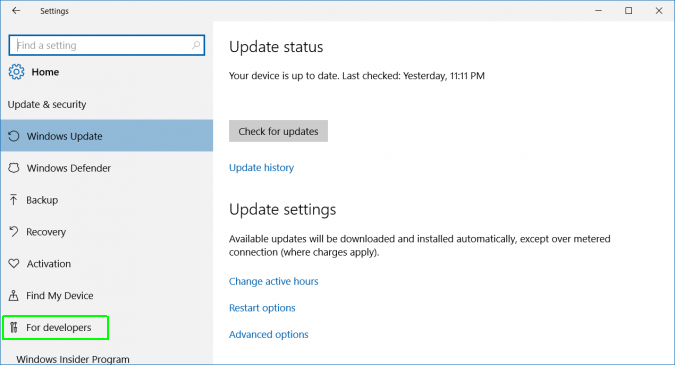 Settings
Find a setting
Home
Update & security
Windows Update
Windows Defender
Backup
Recovery
Activation
Find My Device
For developers
Windows Insider Program
Update status
Your device is up to date. Last checked: Yesterday, 11:11 PM
Check for updates
Update history
Update settings
Available updates will be downloaded and installed automatically, except over metered
connection (where charges apply).
Change active hours
Restart options
Advanced options